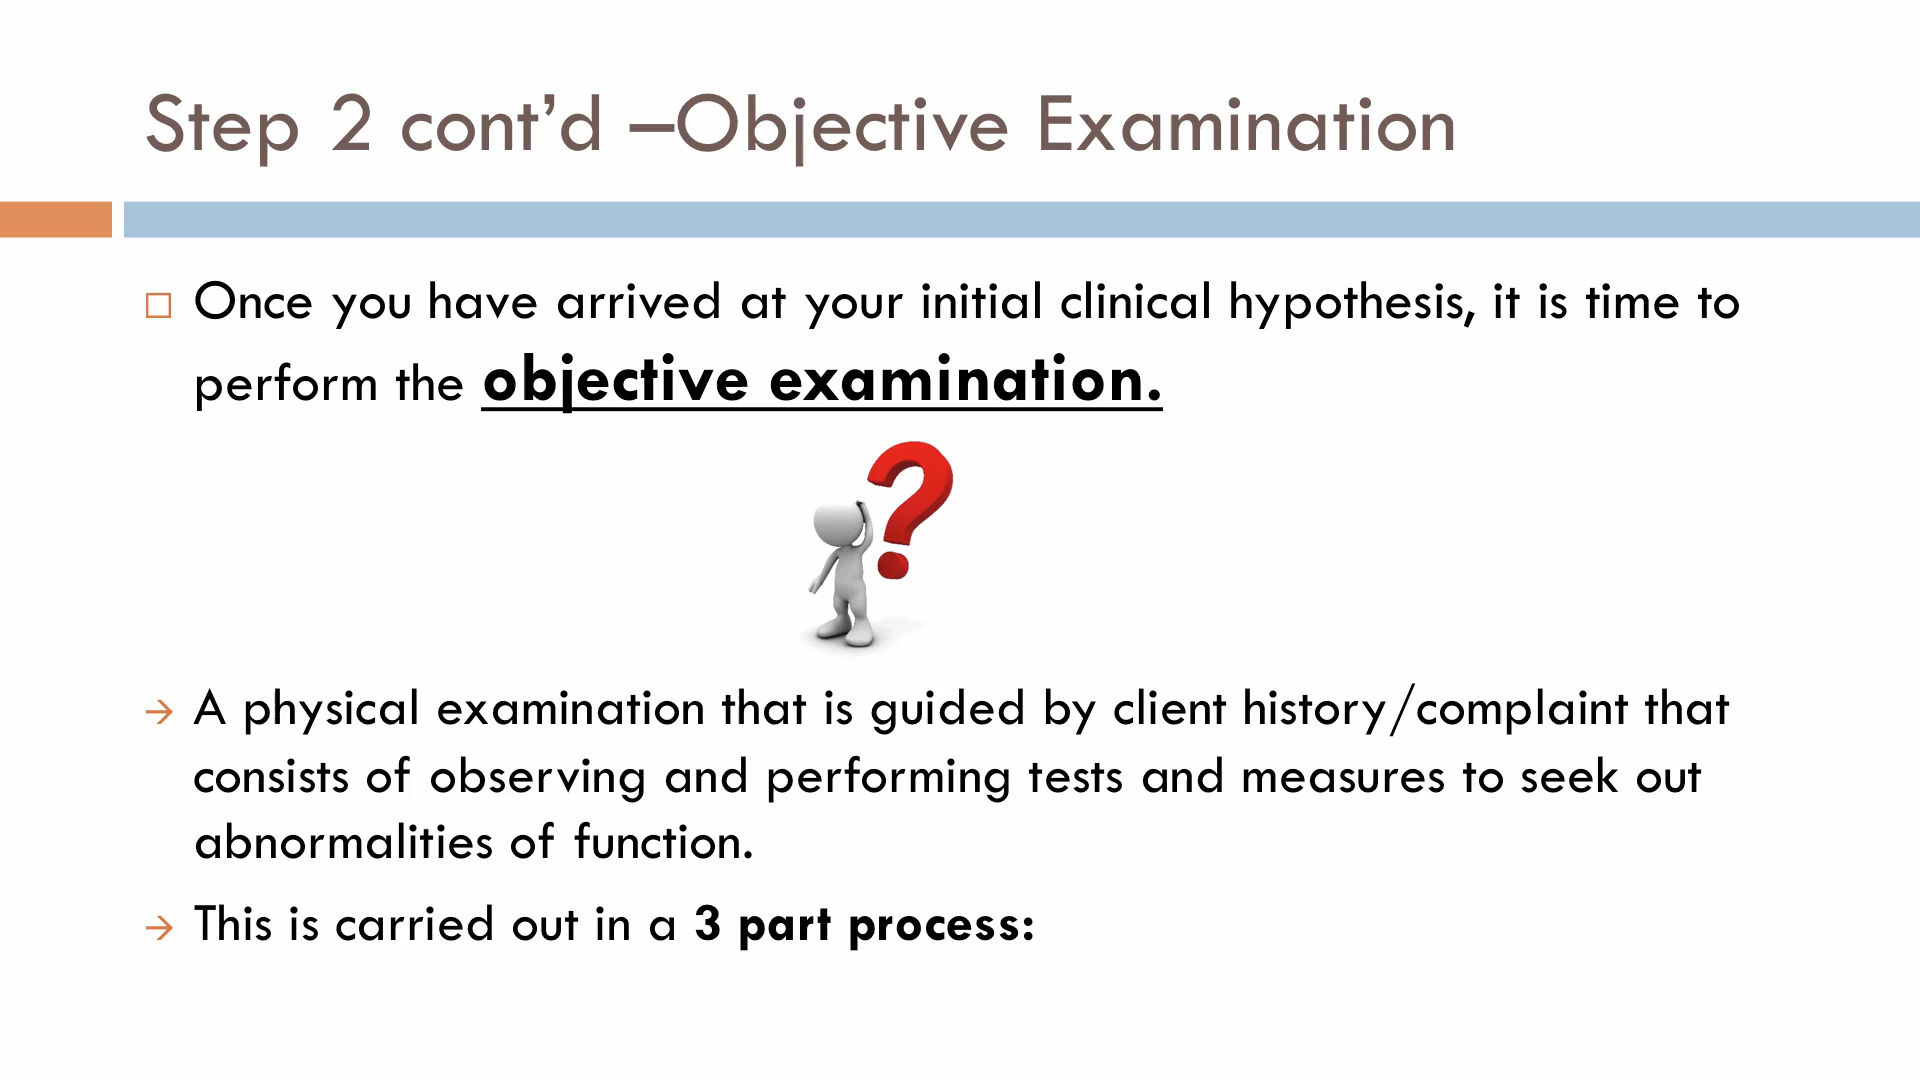 Step 2 cont’d –Objective Examination
Once you have arrived at your initial clinical hypothesis, it is time to
perform the objective examination.
?
→ A physical examination that is guided by client history/complaint that
consists of observing and performing tests and measures to seek out
abnormalities of function.
→ This is carried out in a 3 part process: